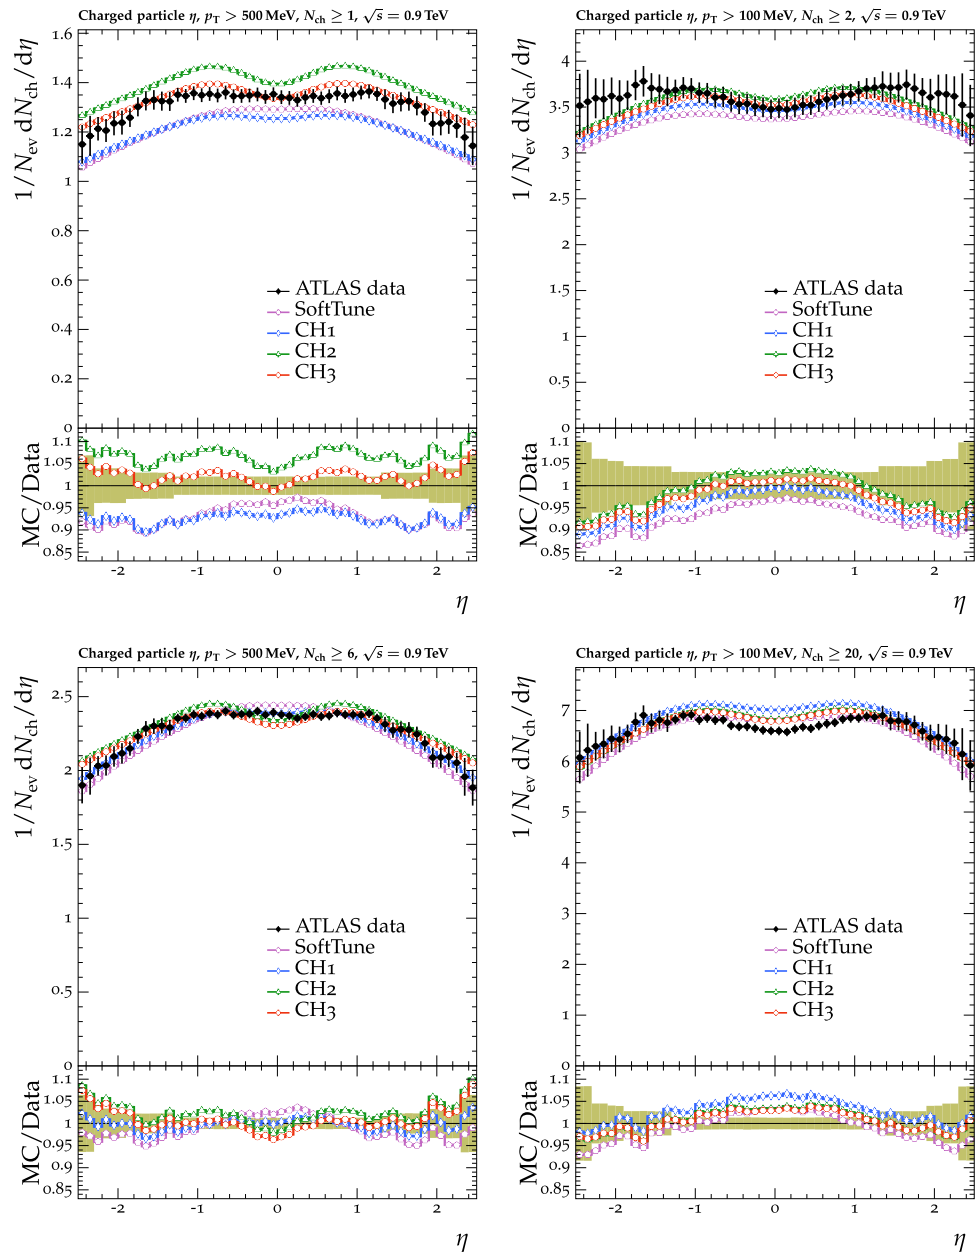 Charged particle η, pT > 500 MeV, Nch ≥ 1, √s = 0.9 TeV
1/Nev dNch/dη
1.6
1.4
1.2
1
0.8
0.6
0.4
0.2
0
ATLAS data
SoftTune
CH1
CH2
CH3
MC/Data
1.1
1.05
1
0.95
0.9
0.85
-2 -1 0 1 2
η
Charged particle η, pT > 100 MeV, Nch ≥ 2, √s = 0.9 TeV
1/Nev dNch/dη
4
3.5
3
2.5
2
1.5
1
0.5
0
ATLAS data
SoftTune
CH1
CH2
CH3
MC/Data
1.1
1.05
1
0.95
0.9
0.85
-2 -1 0 1 2
η
Charged particle η, pT > 500 MeV, Nch ≥ 6, √s = 0.9 TeV
1/Nev dNch/dη
2.5
2
1.5
1
0.5
0
ATLAS data
SoftTune
CH1
CH2
CH3
MC/Data
1.1
1.05
1
0.95
0.9
0.85
-2 -1 0 1 2
η
Charged particle η, pT > 100 MeV, Nch ≥ 20, √s = 0.9 TeV
1/Nev dNch/dη
7
6
5
4
3
2
1
0
ATLAS data
SoftTune
CH1
CH2
CH3
MC/Data
1.1
1.05
1
0.95
0.9
0.85
-2 -1 0 1 2
η